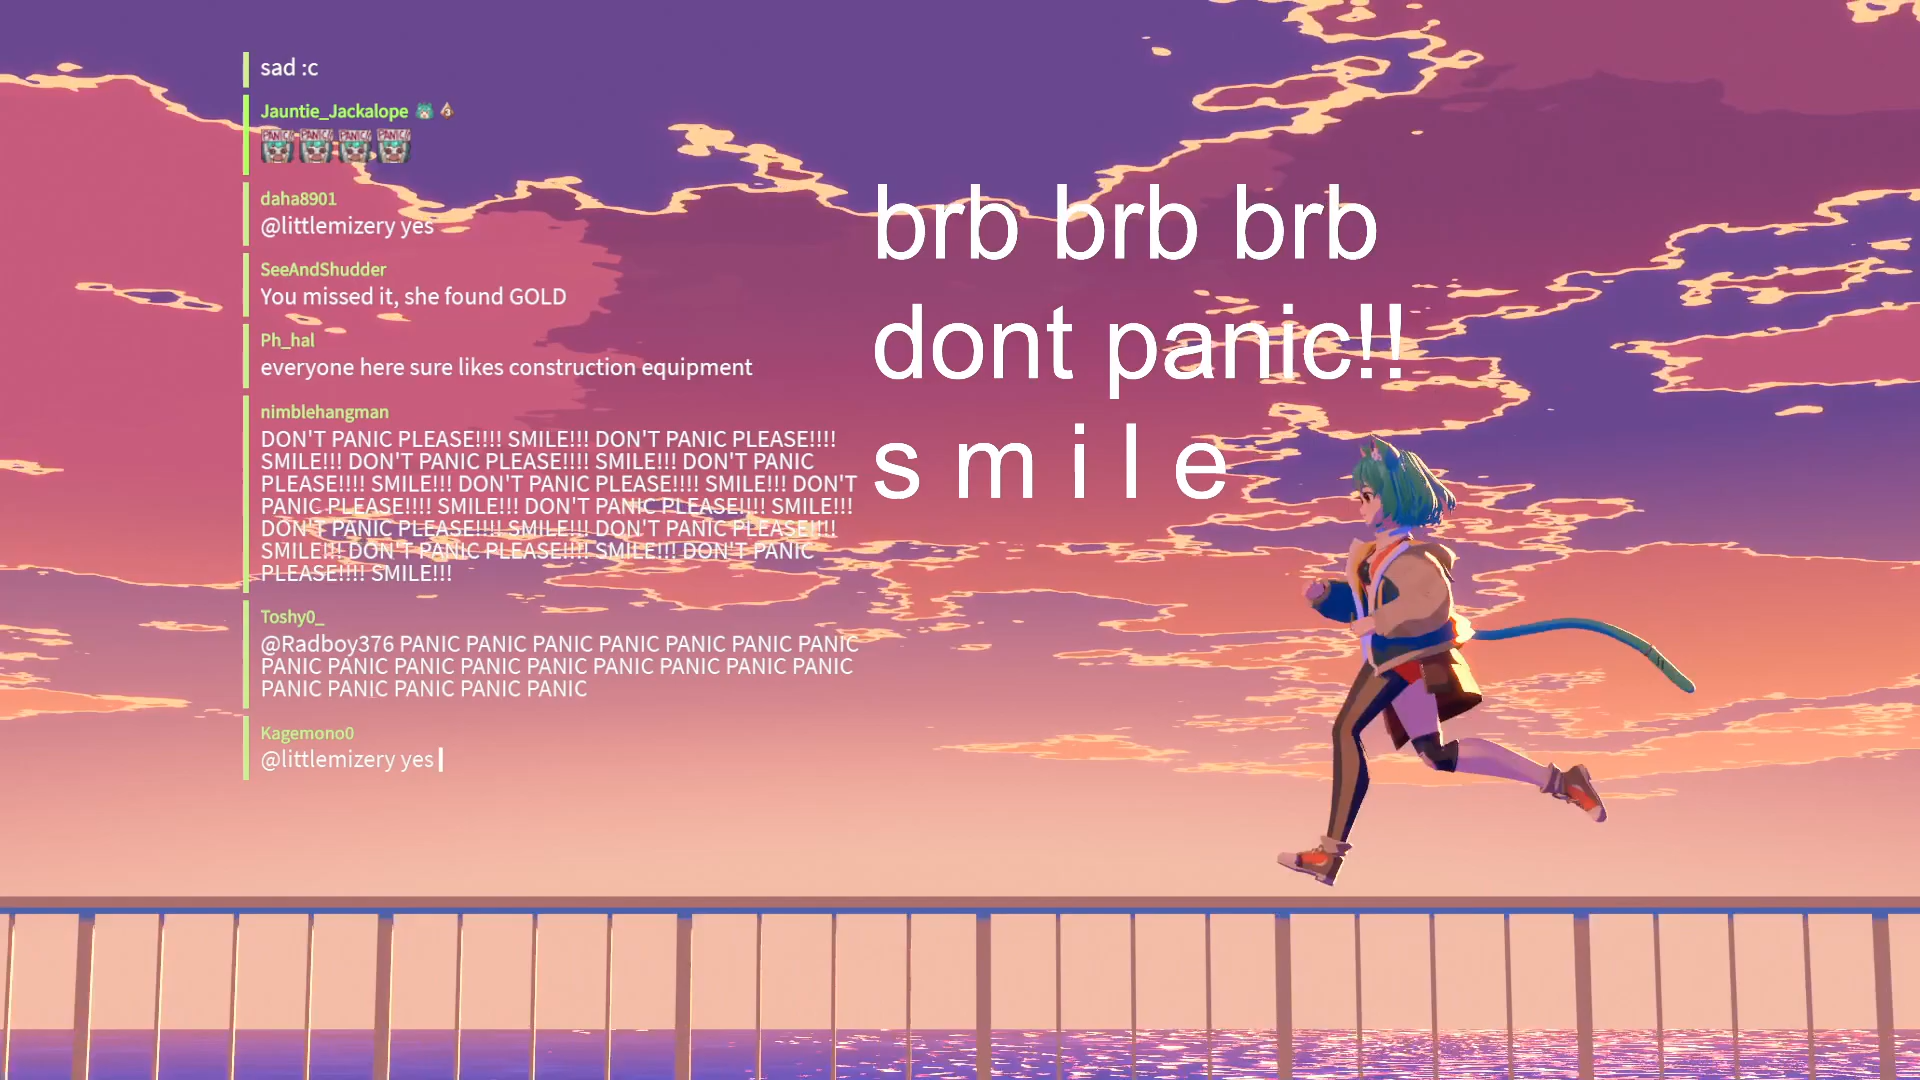 sad :c
Jauntie_Jackalope
PANIC PANIC PANIC PANIC
daha8901
@littlemizery yes
SeeAndShudder
You missed it, she found GOLD
Ph_hal
everyone here sure likes construction equipment
nimblehangman
DON'T PANIC PLEASE!!!! SMILE!!! DON'T PANIC PLEASE!!!!
SMILE!!! DON'T PANIC PLEASE!!!! SMILE!!! DON'T PANIC
PLEASE!!!! SMILE!!! DON'T PANIC PLEASE!!!! SMILE!!! DON'T
PANIC PLEASE!!!! SMILE!!! DON'T PANIC PLEASE!!!! SMILE!!!
DON'T PANIC PLEASE!!!! SMILE!!! DON'T PANIC PLEASE!!!!
SMILE!!! DON'T PANIC PLEASE!!!! SMILE!!! DON'T PANIC
PLEASE!!!! SMILE!!!
Toshy0_
@Radboy376 PANIC PANIC PANIC PANIC PANIC PANIC PANIC
PANIC PANIC PANIC PANIC PANIC PANIC PANIC PANIC PANIC
PANIC PANIC PANIC PANIC PANIC
Kagemono0
@littlemizery yes
brb brb brb
dont panic!!
s m i l e